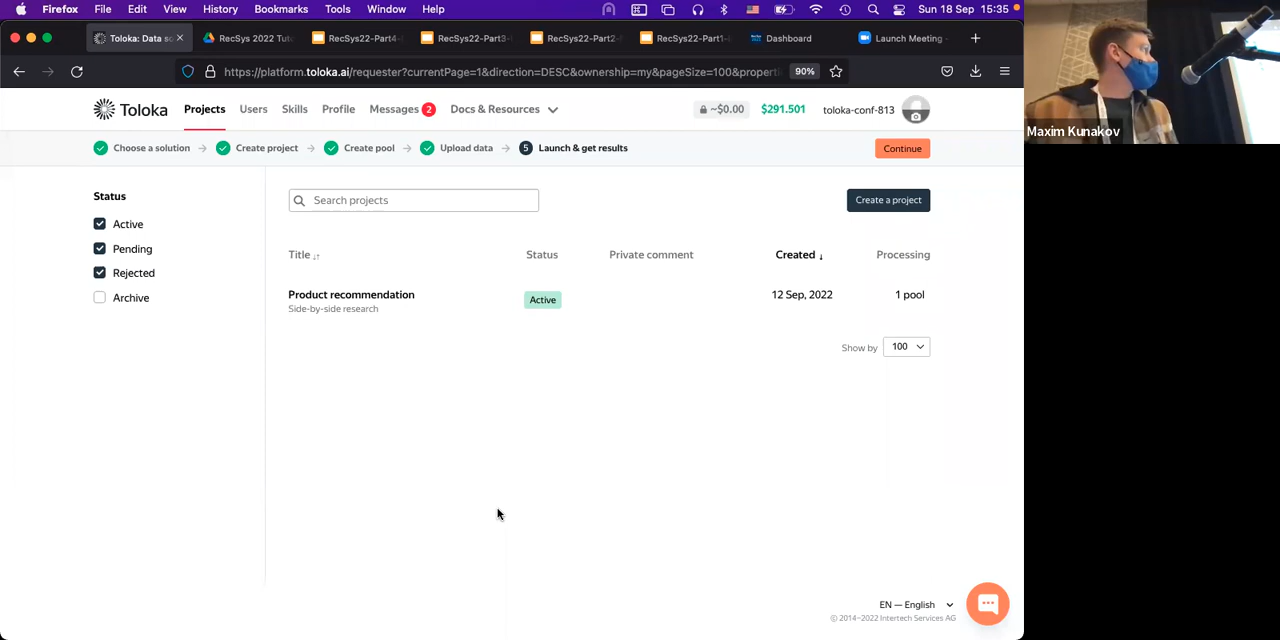 Firefox File Edit View History Bookmarks Tools Window Help
Sun 18 Sep 15:35
Toloka: Data so
RecSys 2022 Tuto
RecSys22-Part4-
RecSys22-Part3-
RecSys22-Part2-
RecSys22-Part1-
Dashboard
Launch Meeting -
https://platform.toloka.ai/requester?currentPage=1&direction=DESC&ownership=my&pageSize=100&propert
90%
Toloka
Projects Users Skills Profile Messages 2 Docs & Resources
~$0.00 $291.501 toloka-conf-813
Choose a solution → Create project → Create pool → Upload data → 5 Launch & get results
Continue
Status
Active
Pending
Rejected
Archive
Search projects
Create a project
Title Status Private comment Created Processing
Product recommendation Active 12 Sep, 2022 1 pool
Side-by-side research
Show by 100
EN — English
© 2014–2022 Intertech Services AG
Maxim Kunakov